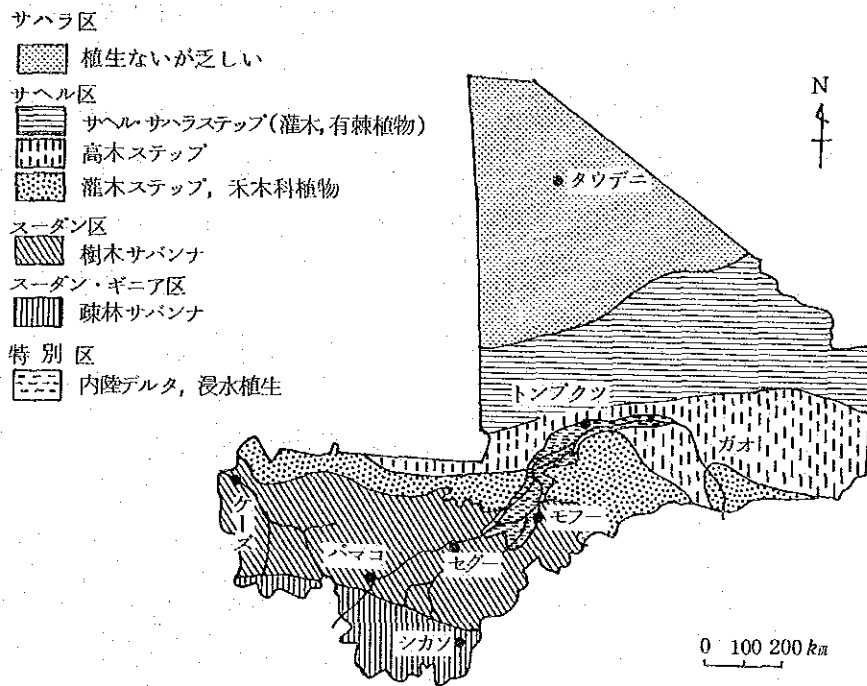 サハラ区
植生ないが乏しい
サヘル区
サヘル・サハラステップ(灌木,有棘植物)
高木ステップ
灌木ステップ,禾木科植物
スーダン区
樹木サバンナ
スーダン・ギニア区
疎林サバンナ
特別区
内陸デルタ,浸水植生
N
タウデニ
トンブクツ
ガオ
ケーズ
モフー
バマコ
セグー
シカソ
0 100 200 km